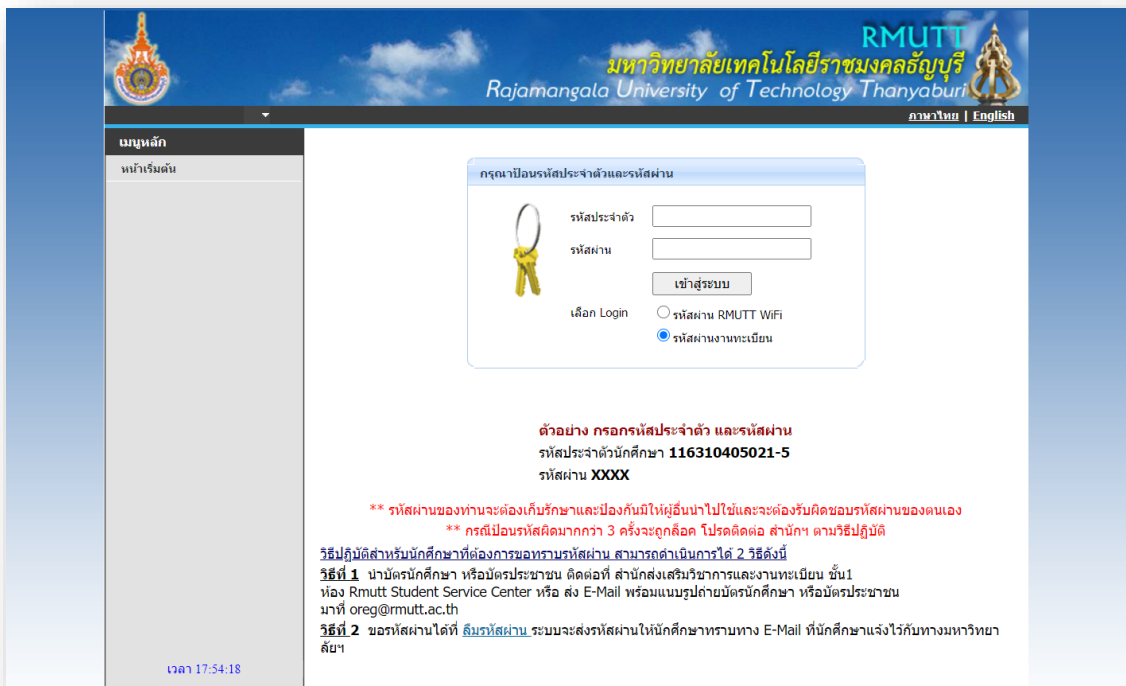 RMUTT
มหาวิทยาลัยเทคโนโลยีราชมงคลธัญบุรี
Rajamangala University of Technology Thanyaburi
ภาษาไทย | English
เมนูหลัก
หน้าเริ่มต้น
กรุณาป้อนรหัสประจำตัวและรหัสผ่าน
รหัสประจำตัว
รหัสผ่าน
เข้าสู่ระบบ
เลือก Login
รหัสผ่าน RMUTT WiFi
รหัสผ่านงานทะเบียน
ตัวอย่าง กรอกรหัสประจำตัว และรหัสผ่าน
รหัสประจำตัวนักศึกษา 116310405021-5
รหัสผ่าน XXXX
** รหัสผ่านของท่านจะต้องเก็บรักษาและป้องกันมิให้ผู้อื่นนำไปใช้และจะต้องรับผิดชอบรหัสผ่านของตนเอง
** กรณีป้อนรหัสผิดมากกว่า 3 ครั้งจะถูกล็อค โปรดติดต่อ สำนักฯ ตามวิธีปฏิบัติ
วิธีปฏิบัติสำหรับนักศึกษาที่ต้องการขอทราบรหัสผ่าน สามารถดำเนินการได้ 2 วิธีดังนี้
วิธีที่ 1 นำบัตรนักศึกษา หรือบัตรประชาชน ติดต่อที่ สำนักส่งเสริมวิชาการและงานทะเบียน ชั้น1
ห้อง Rmutt Student Service Center หรือ ส่ง E-Mail พร้อมแนบรูปถ่ายบัตรนักศึกษา หรือบัตรประชาชน
มาที่ oreg@rmutt.ac.th
วิธีที่ 2 ขอรหัสผ่านได้ที่ ลืมรหัสผ่าน ระบบจะส่งรหัสผ่านให้นักศึกษาทราบทาง E-Mail ที่นักศึกษาแจ้งไว้กับทางมหาวิทยา
ลัยฯ
เวลา 17:54:18